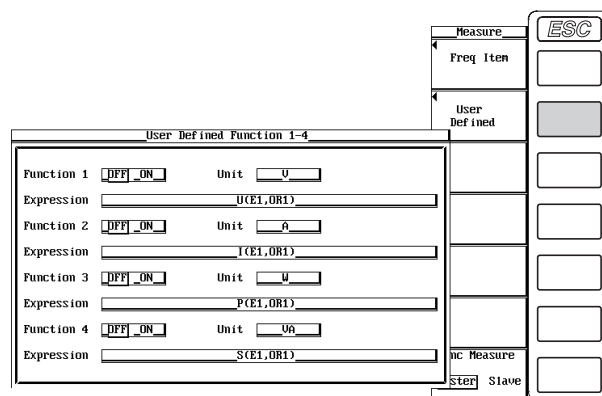 Measure
ESC
Freq Item
User
Defined
User Defined Function 1-4
Function 1 OFF ON Unit V
Expression U(E1,OR1)
Function 2 OFF ON Unit A
Expression I(E1,OR1)
Function 3 OFF ON Unit W
Expression P(E1,OR1)
Function 4 OFF ON Unit VA
Expression S(E1,OR1)
nc Measure
ster Slave